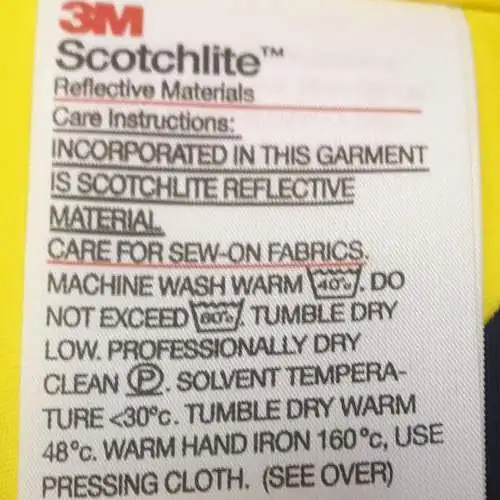 3M
Scotchlite™
Reflective Materials
Care Instructions:
INCORPORATED IN THIS GARMENT
IS SCOTCHLITE REFLECTIVE
MATERIAL
CARE FOR SEW-ON FABRICS.
MACHINE WASH WARM 40°. DO
NOT EXCEED 60°. TUMBLE DRY
LOW. PROFESSIONALLY DRY
CLEAN Ⓟ. SOLVENT TEMPERA-
TURE <30°c. TUMBLE DRY WARM
48°c. WARM HAND IRON 160°c, USE
PRESSING CLOTH. (SEE OVER)